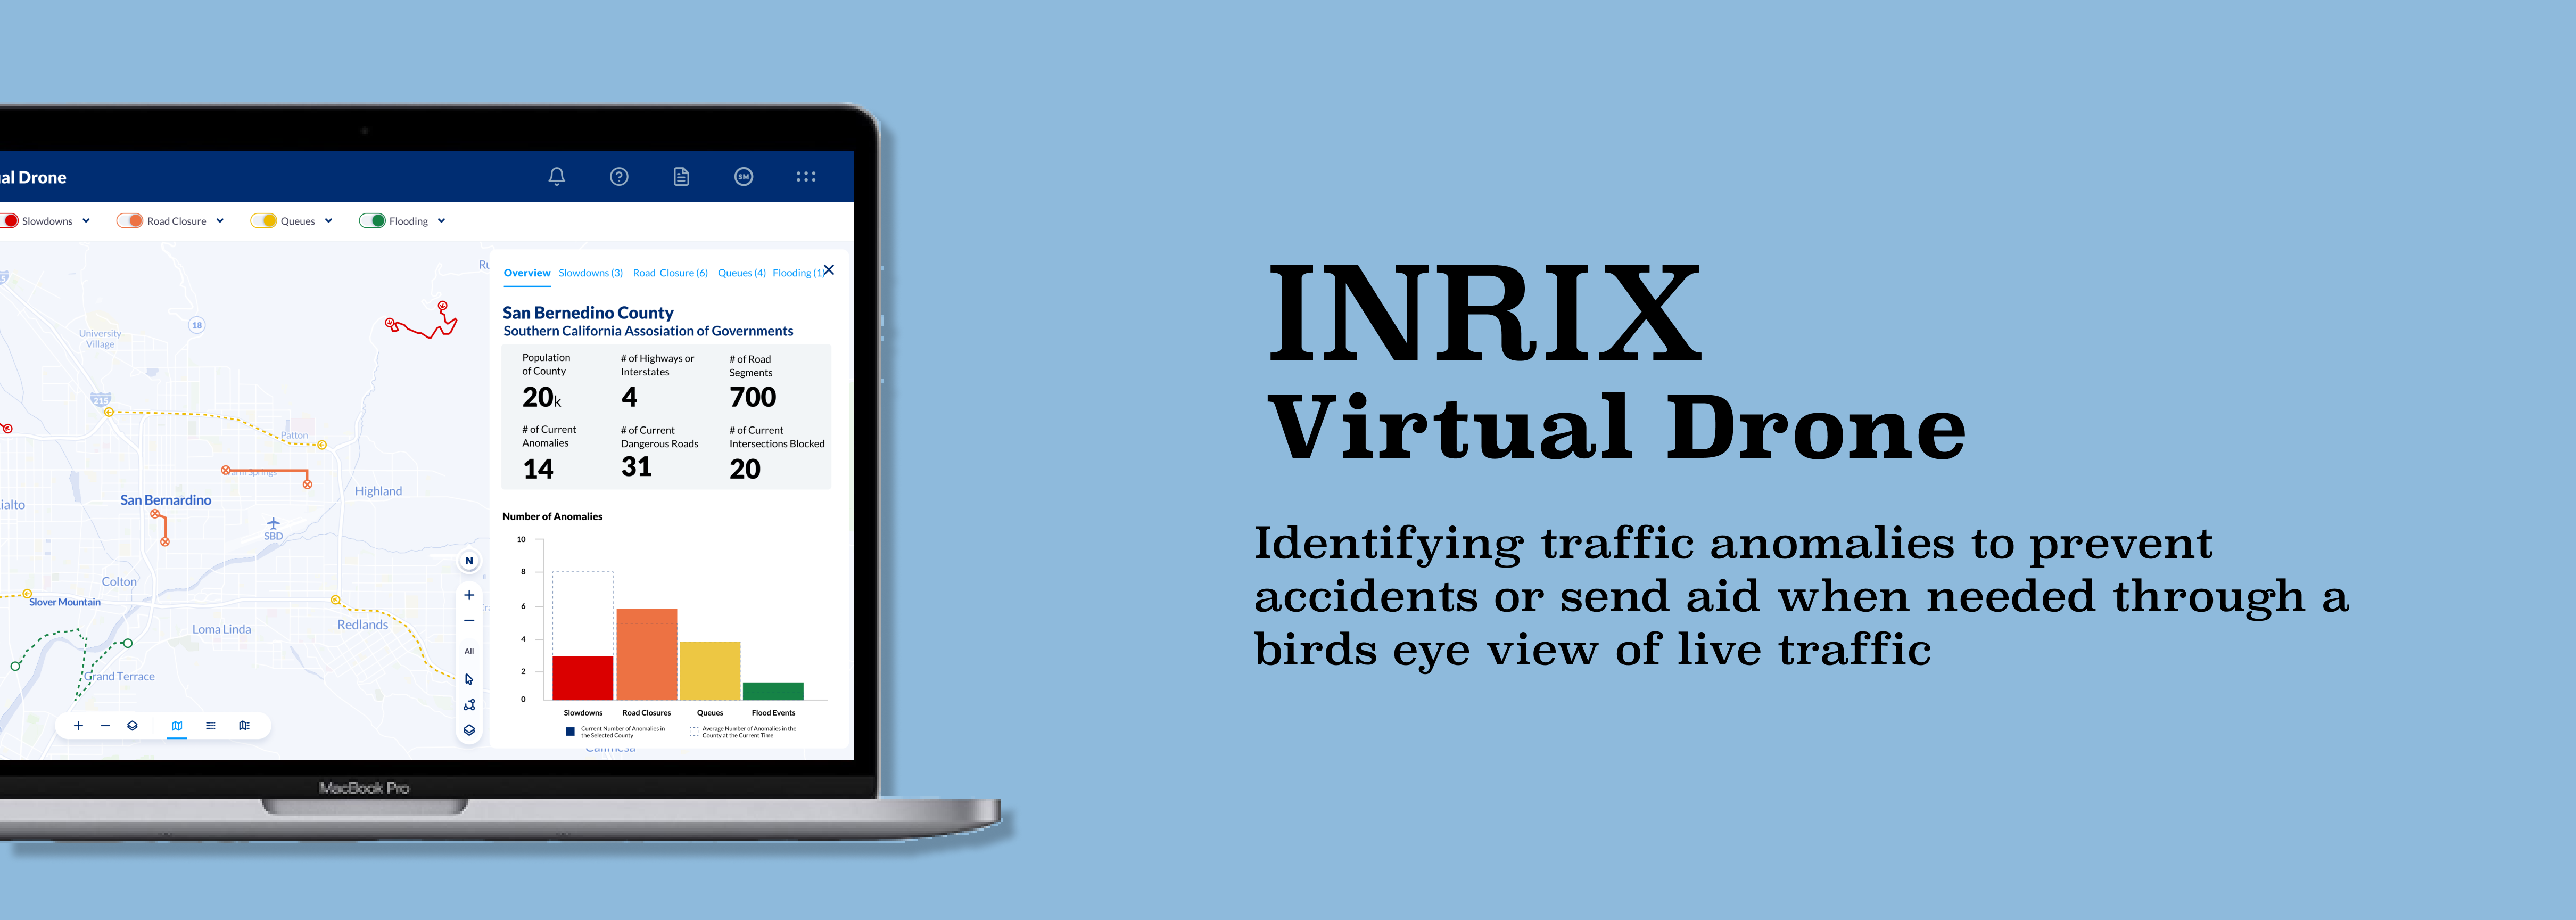 al Drone
SM
Slowdowns
Road Closure
Queues
Flooding
Overview Slowdowns (3) Road Closure (6) Queues (4) Flooding (1)
San Bernedino County
Southern California Assosiation of Governments
Population
of County
20k
# of Highways or
Interstates
4
# of Road
Segments
700
# of Current
Anomalies
14
# of Current
Dangerous Roads
31
# of Current
Intersections Blocked
20
Number of Anomalies
10
8
6
4
2
0
Slowdowns
Road Closures
Queues
Flood Events
Current Number of Anomalies in
the Selected County
Average Number of Anomalies in the
County at the Current Time
18
University
Village
215
Patton
San Bernardino
Highland
ialto
SBD
Colton
Slover Mountain
Loma Linda
Redlands
Grand Terrace
N
All
MacBook Pro
INRIX
Virtual Drone
Identifying traffic anomalies to prevent
accidents or send aid when needed through a
birds eye view of live traffic